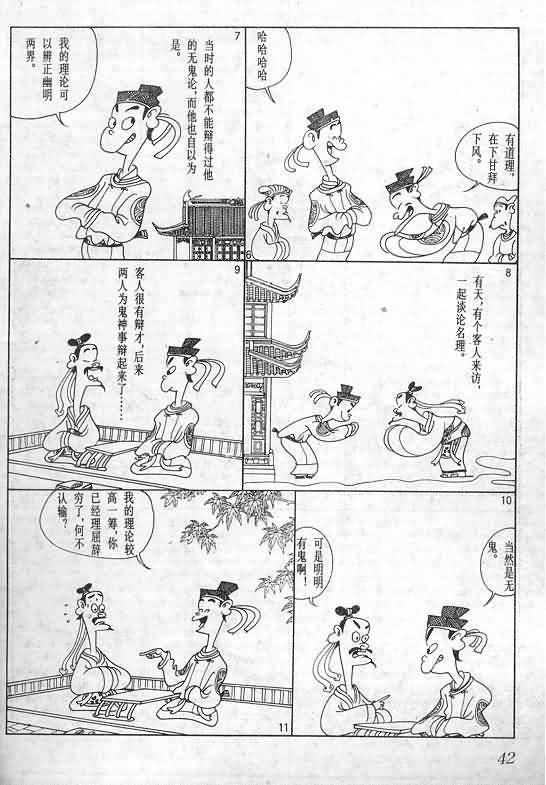 哈哈哈哈
有道理，
在下甘拜
下风。
6
7
当时的人都不能辩得过他
的无鬼论，而他也自以为
是。
我的理论可
以辨正幽明
两界。
8
有天，有个客人来访，
一起谈论名理。
9
客人很有辩才，后来
两人为鬼神事辩起来了……
10
当然是无
鬼。
可是明明
有鬼啊！
我的理论较
高一筹，你
已经理屈辞
穷了，何不
认输？
11
42